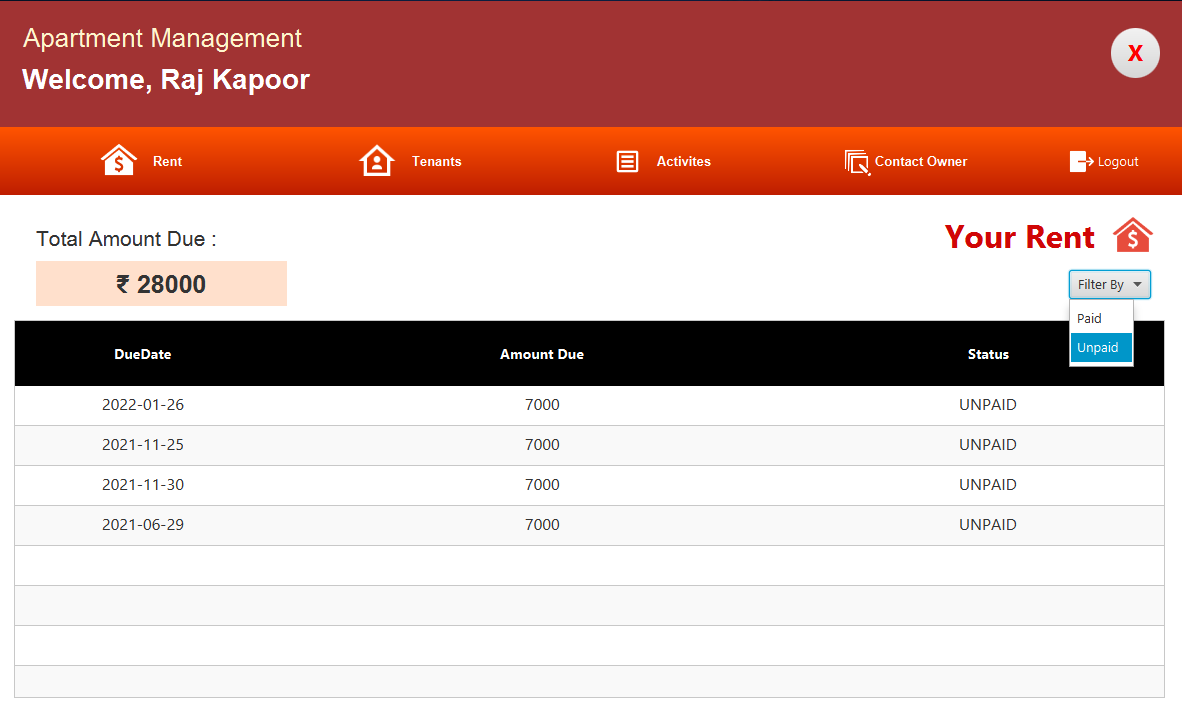 Apartment Management
Welcome, Raj Kapoor
X
Rent Tenants Activites Contact Owner Logout
Total Amount Due :
Your Rent
₹ 28000
Filter By
Paid
Unpaid
DueDate Amount Due Status
2022-01-26 7000 UNPAID
2021-11-25 7000 UNPAID
2021-11-30 7000 UNPAID
2021-06-29 7000 UNPAID